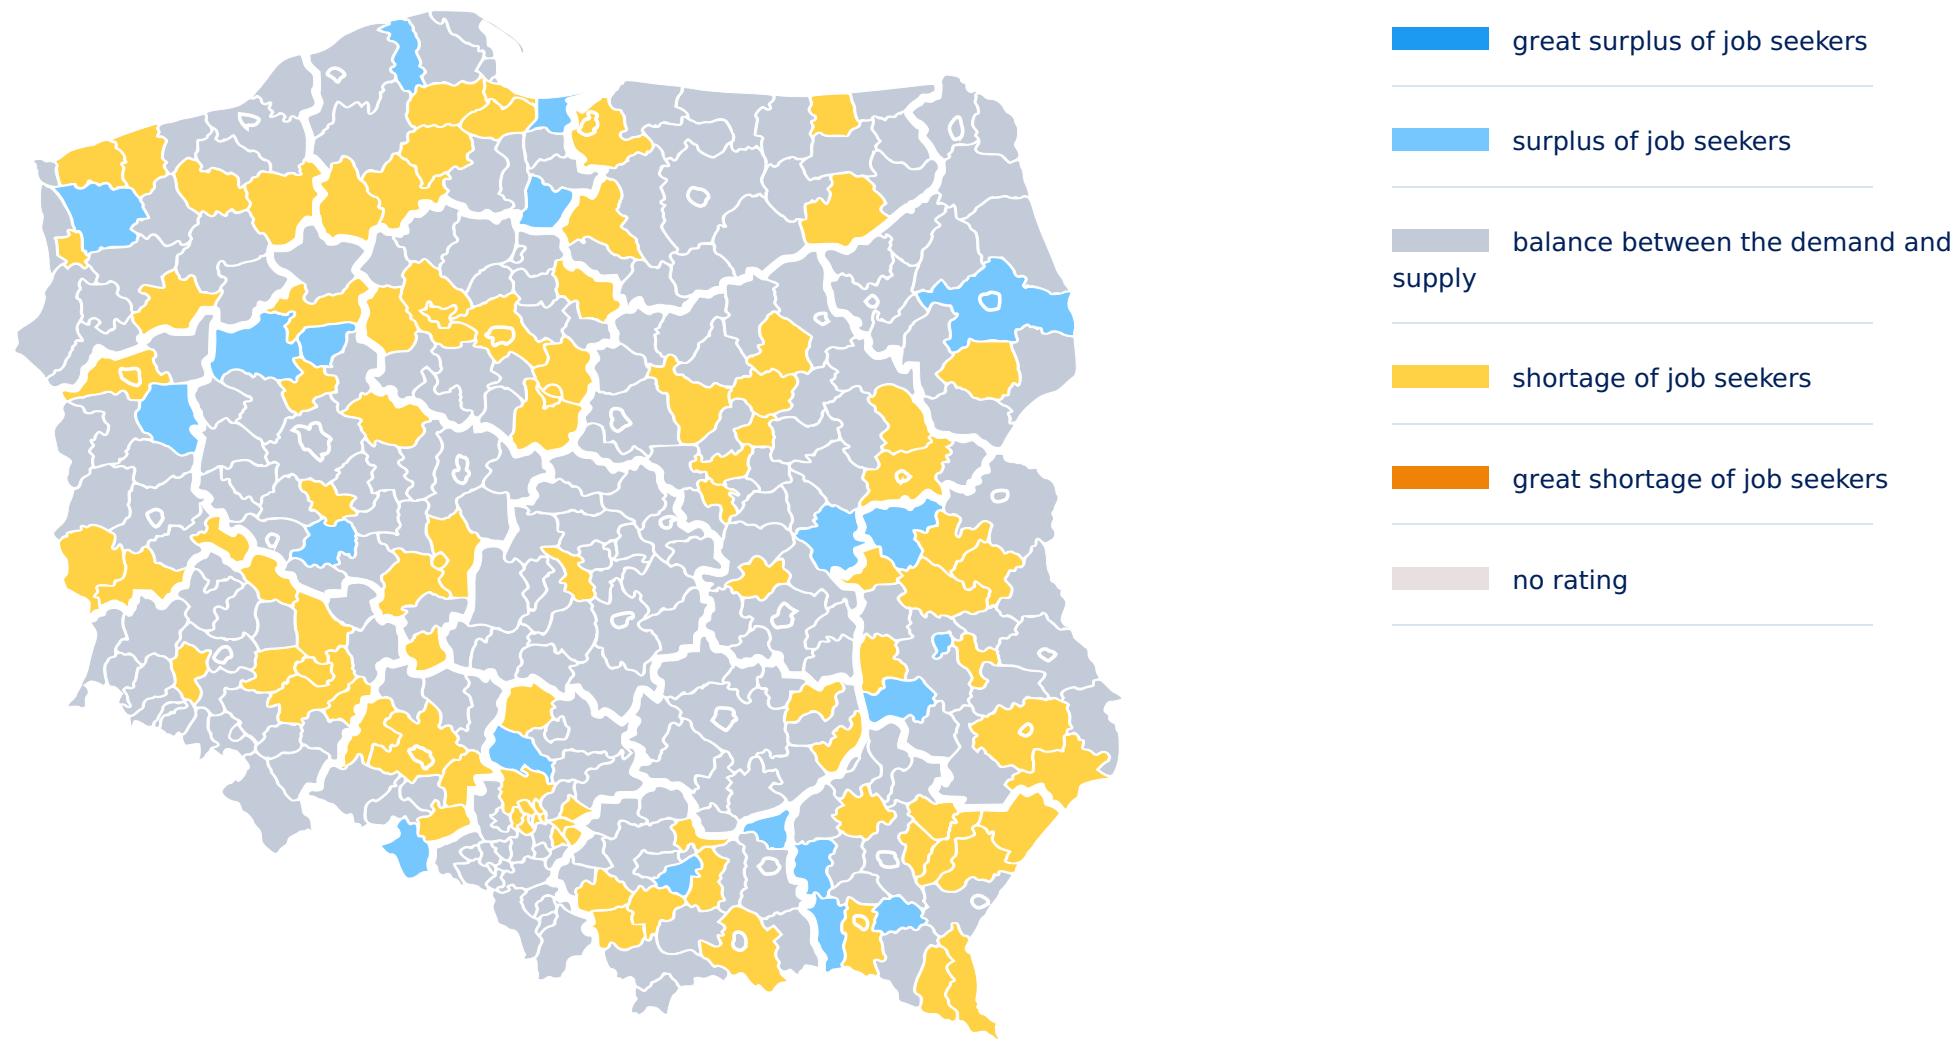 great surplus of job seekers
surplus of job seekers
balance between the demand and
supply
shortage of job seekers
great shortage of job seekers
no rating